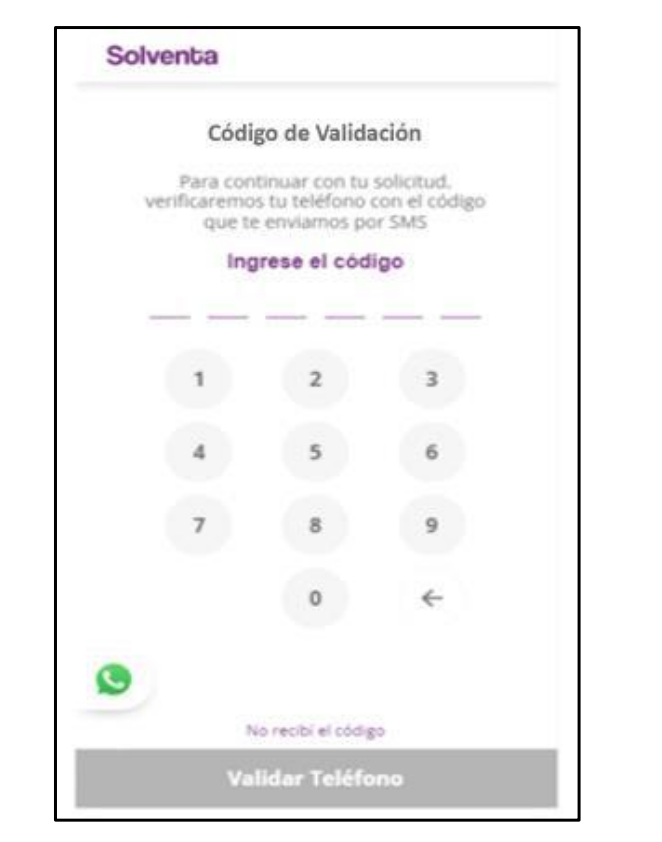 Solventa
Código de Validación
Para continuar con tu solicitud,
verificaremos tu teléfono con el código
que te enviamos por SMS
Ingrese el código
1 2 3
4 5 6
7 8 9
0 ←
No recibí el código
Validar Teléfono